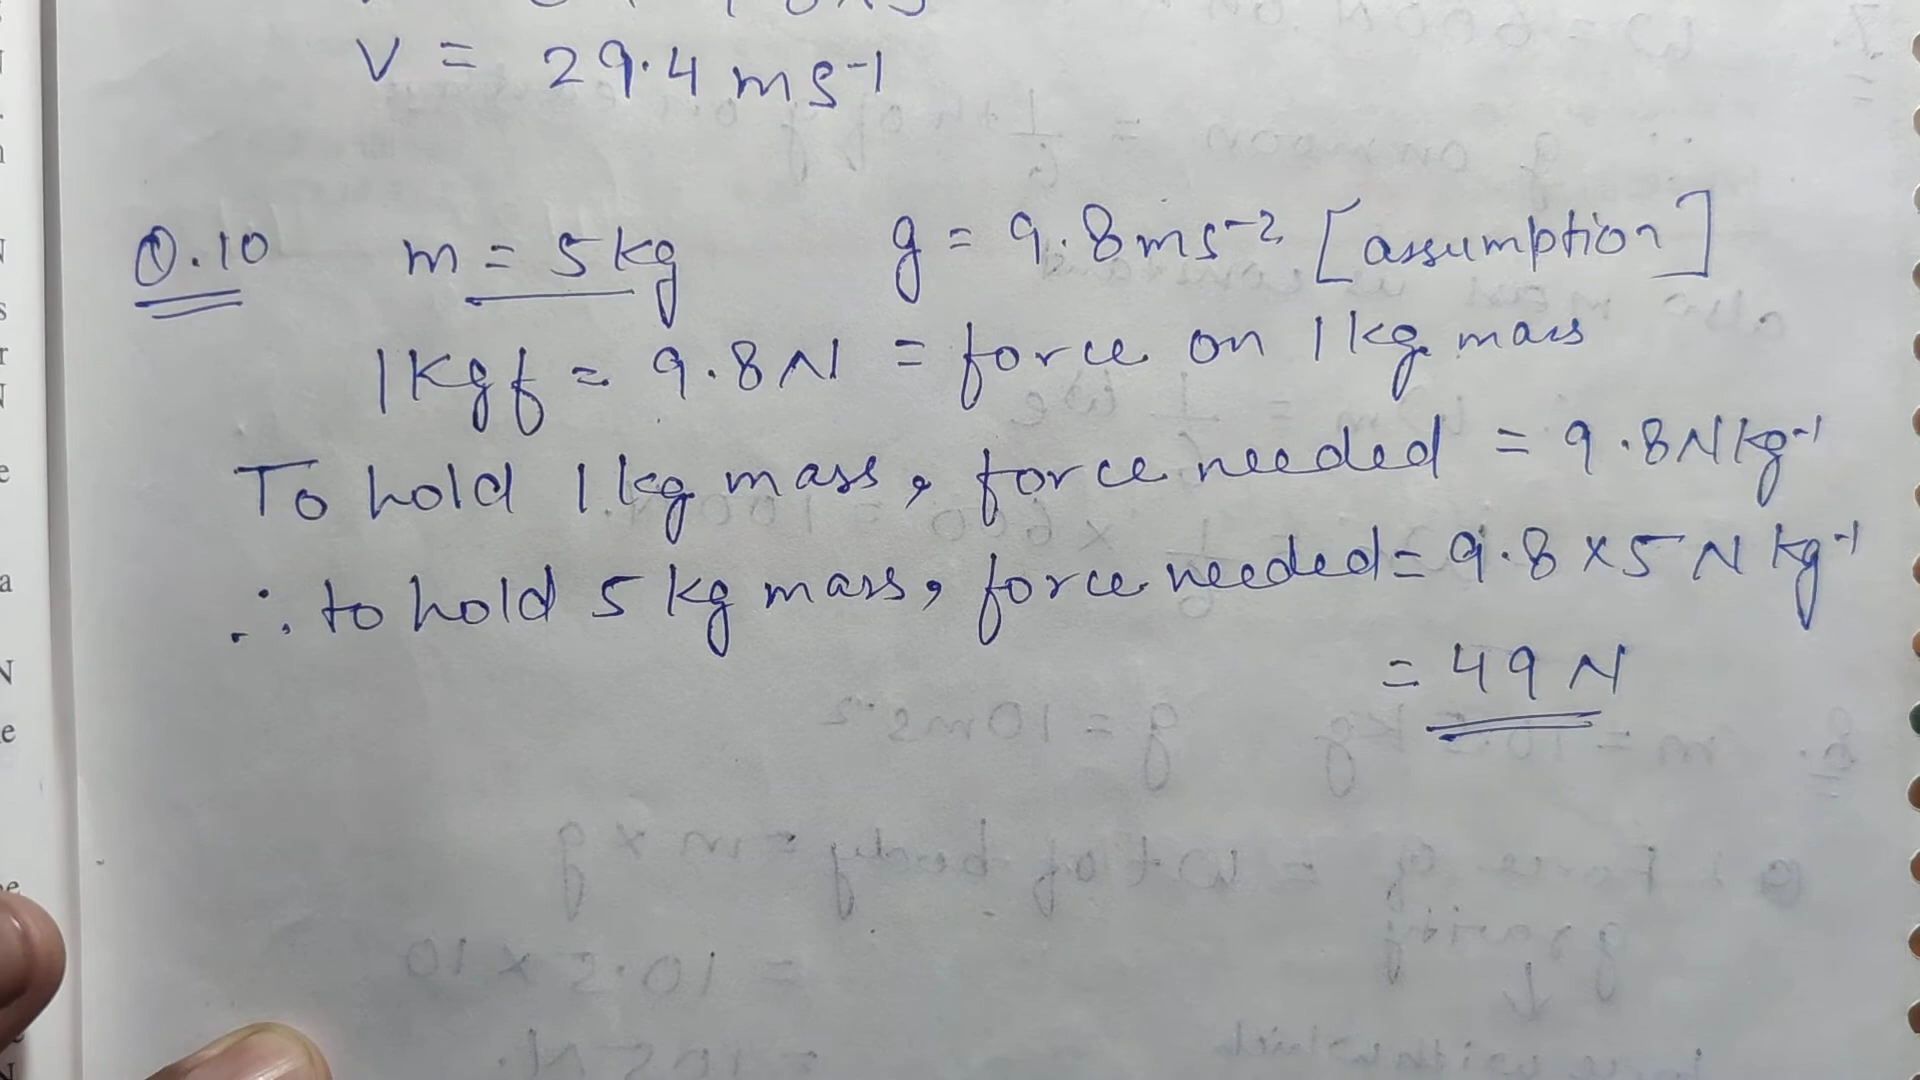 V = 29.4 ms⁻¹
Q.10 m = 5 kg g = 9.8 ms⁻² [assumption]
1 Kgf = 9.8 N = force on 1 kg mass
To hold 1 kg mass, force needed = 9.8 N kg⁻¹
∴ to hold 5 kg mass, force needed = 9.8 × 5 N kg⁻¹
= 49 N